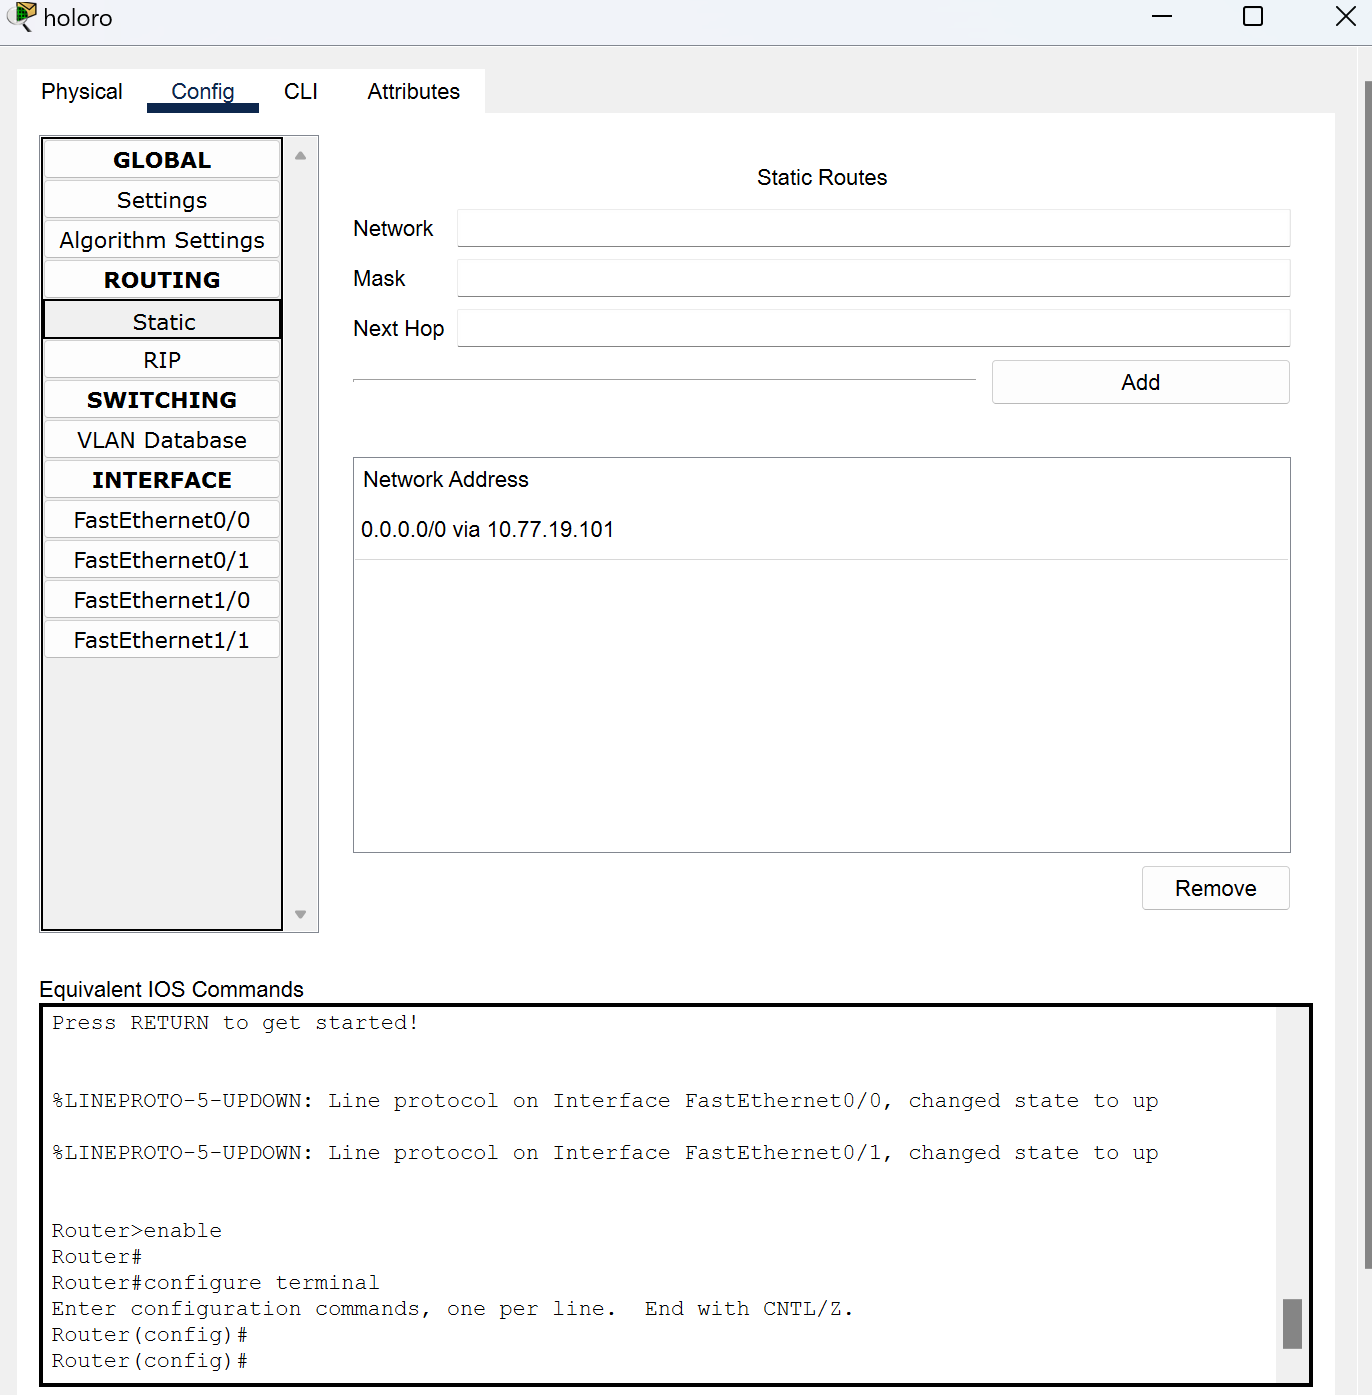 holoro
Physical Config CLI Attributes
GLOBAL
Settings
Algorithm Settings
ROUTING
Static
RIP
SWITCHING
VLAN Database
INTERFACE
FastEthernet0/0
FastEthernet0/1
FastEthernet1/0
FastEthernet1/1
Static Routes
Network
Mask
Next Hop
Add
Network Address
0.0.0.0/0 via 10.77.19.101
Remove
Equivalent IOS Commands
Press RETURN to get started!
%LINEPROTO-5-UPDOWN: Line protocol on Interface FastEthernet0/0, changed state to up
%LINEPROTO-5-UPDOWN: Line protocol on Interface FastEthernet0/1, changed state to up
Router>enable
Router#
Router#configure terminal
Enter configuration commands, one per line.  End with CNTL/Z.
Router(config)#
Router(config)#